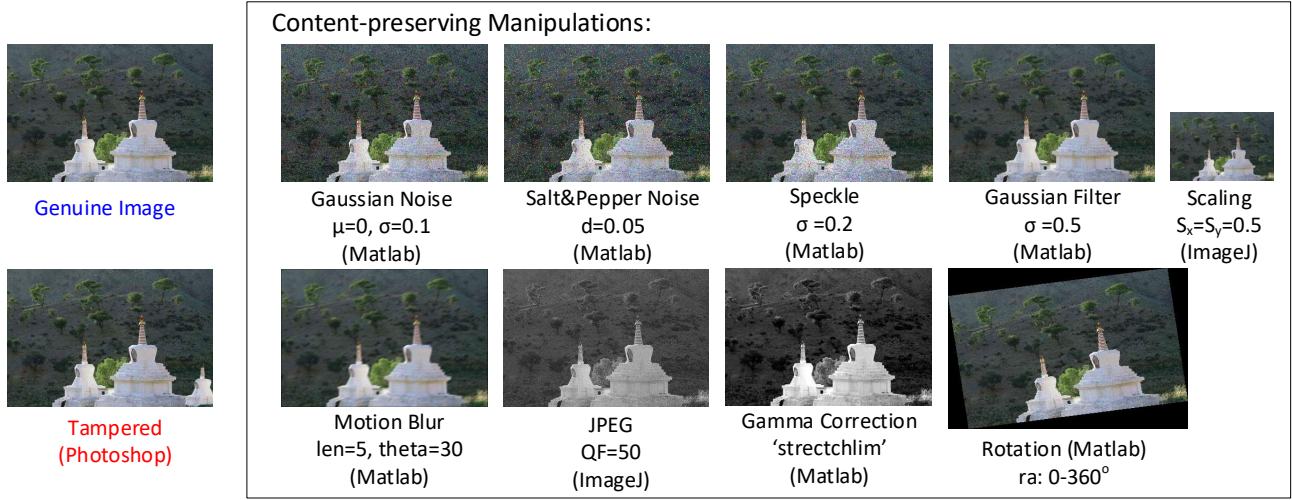 Content-preserving Manipulations:
Genuine Image
Gaussian Noise
μ=0, σ=0.1
(Matlab)
Salt&Pepper Noise
d=0.05
(Matlab)
Speckle
σ =0.2
(Matlab)
Gaussian Filter
σ =0.5
(Matlab)
Scaling
Sₓ=Sᵧ=0.5
(ImageJ)
Tampered
(Photoshop)
Motion Blur
len=5, theta=30
(Matlab)
JPEG
QF=50
(ImageJ)
Gamma Correction
‘strectchlim’
(Matlab)
Rotation (Matlab)
ra: 0-360°